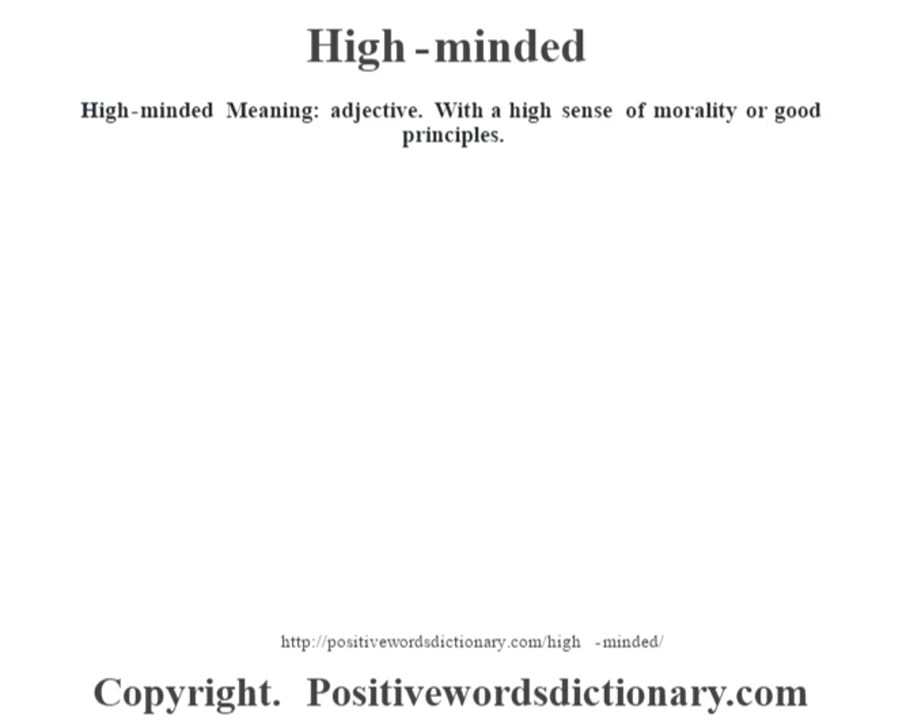 High-minded
High-minded Meaning: adjective. With a high sense of morality or good
principles.
http://positivewordsdictionary.com/high -minded/
Copyright. Positivewordsdictionary.com